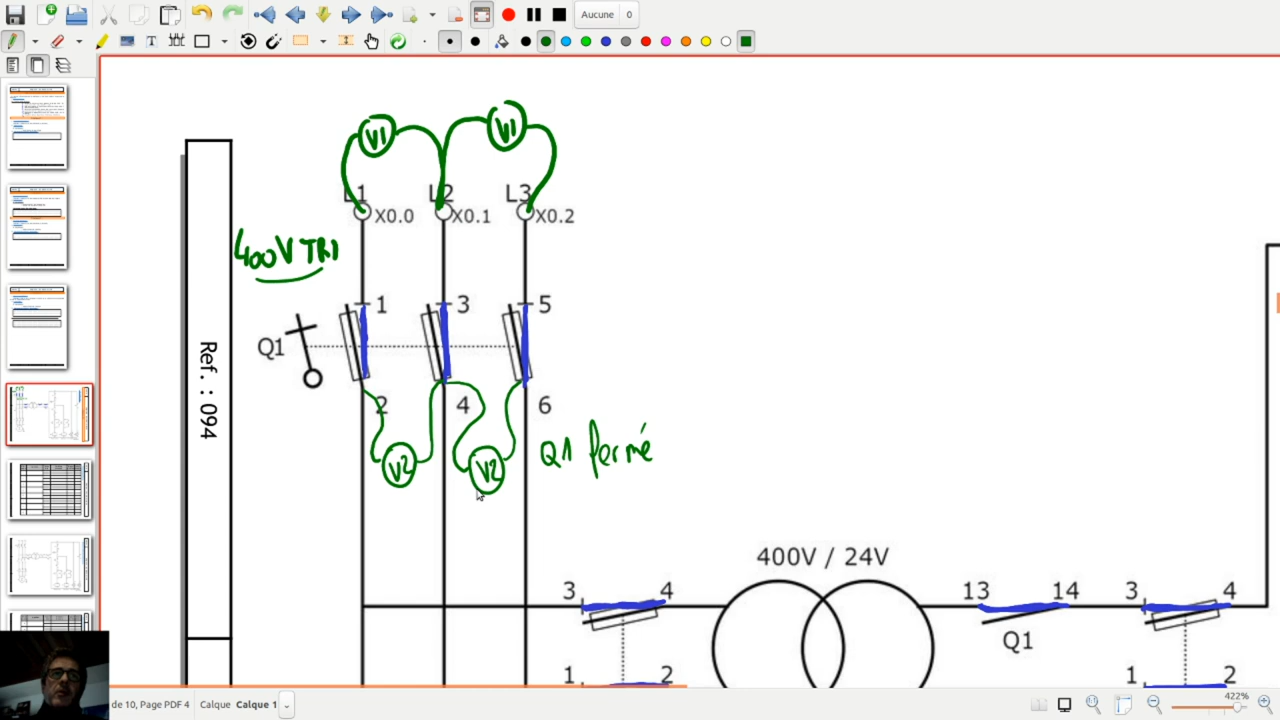 Aucune 0
T
V1 V1
L1 L2 L3
X0.0 X0.1 X0.2
400V TRI
1 3 5
Q1
Ref. : 094
2 4 6
V2 V2
Q1 fermé
400V / 24V
3 4 13 14 3 4
Q1
1 2 1 2
de 10, Page PDF 4 Calque Calque 1
422%